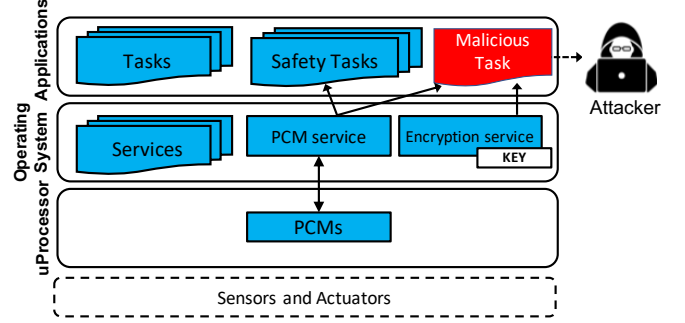 Applications
Tasks
Safety Tasks
Malicious
Task
Attacker
Operating
System
Services
PCM service
Encryption service
KEY
uProcessor
PCMs
Sensors and Actuators